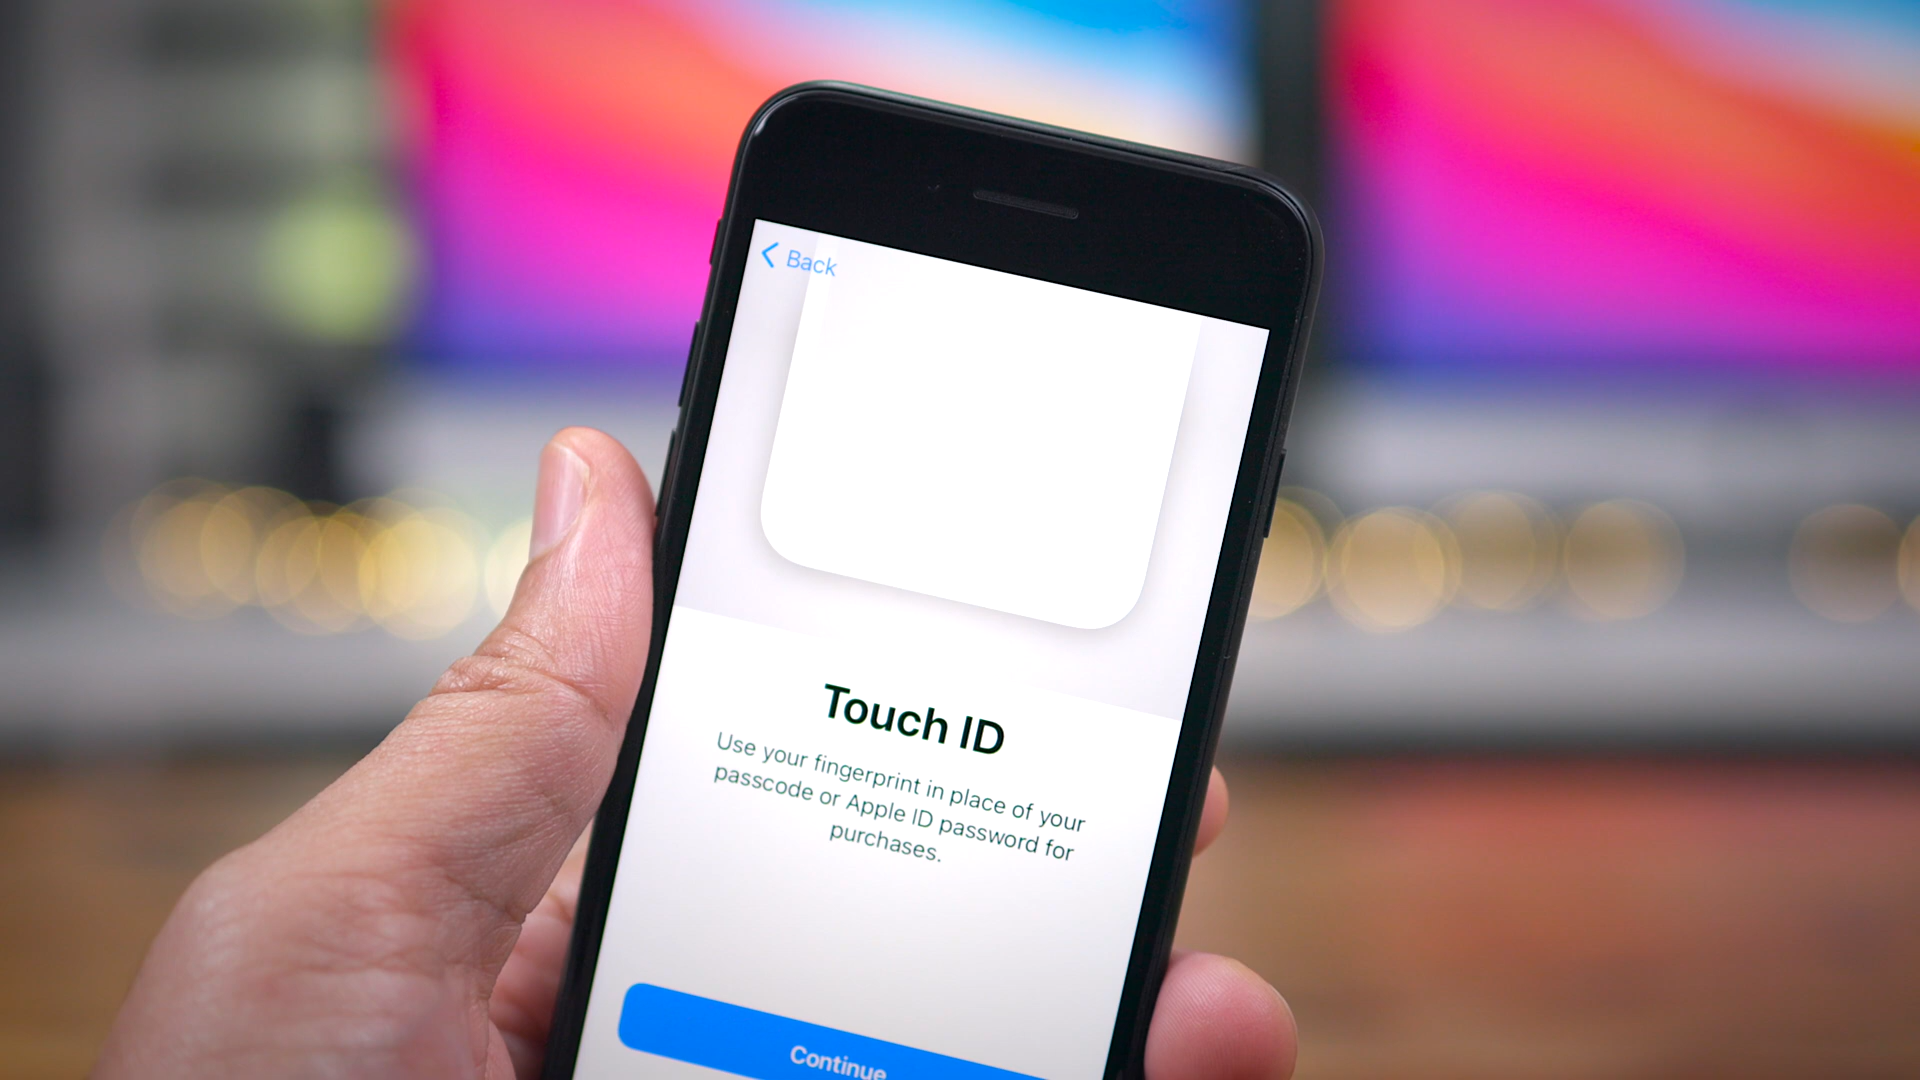 Back
Touch ID
Use your fingerprint in place of your
passcode or Apple ID password for
purchases.
Continue